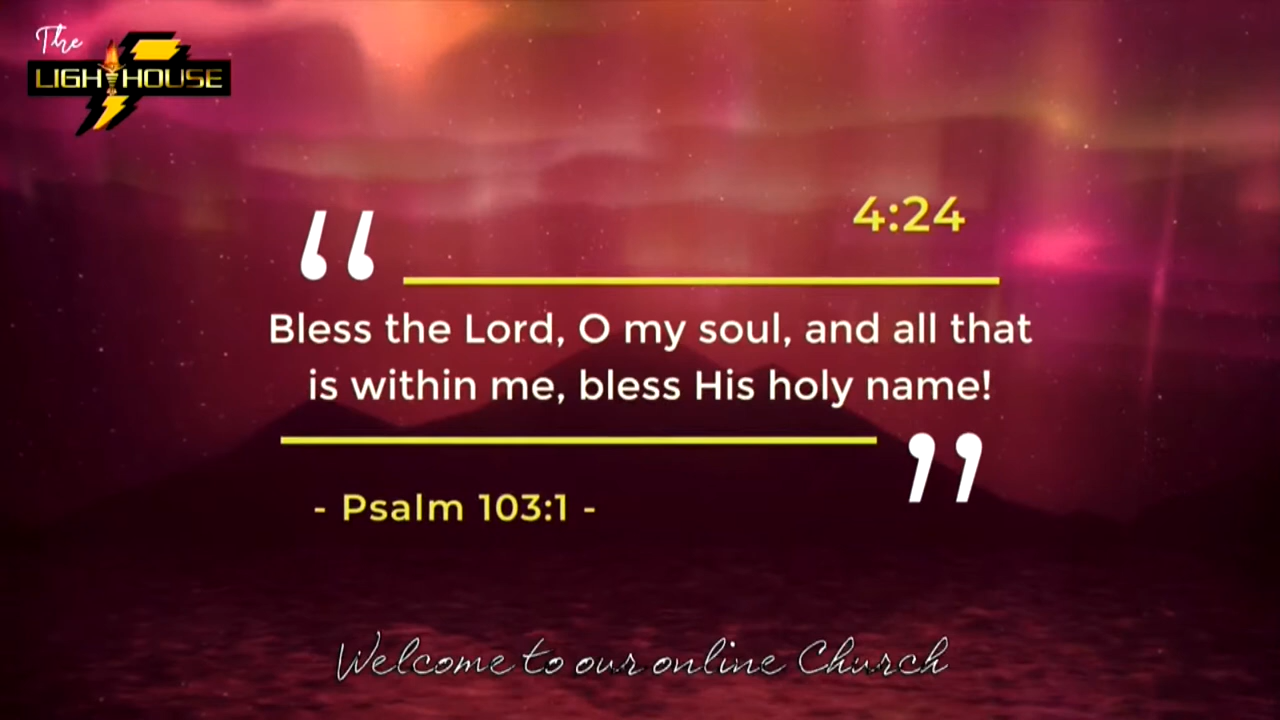 The
LIGHTHOUSE
4:24
“
Bless the Lord, O my soul, and all that
is within me, bless His holy name!
”
- Psalm 103:1 -
Welcome to our online Church